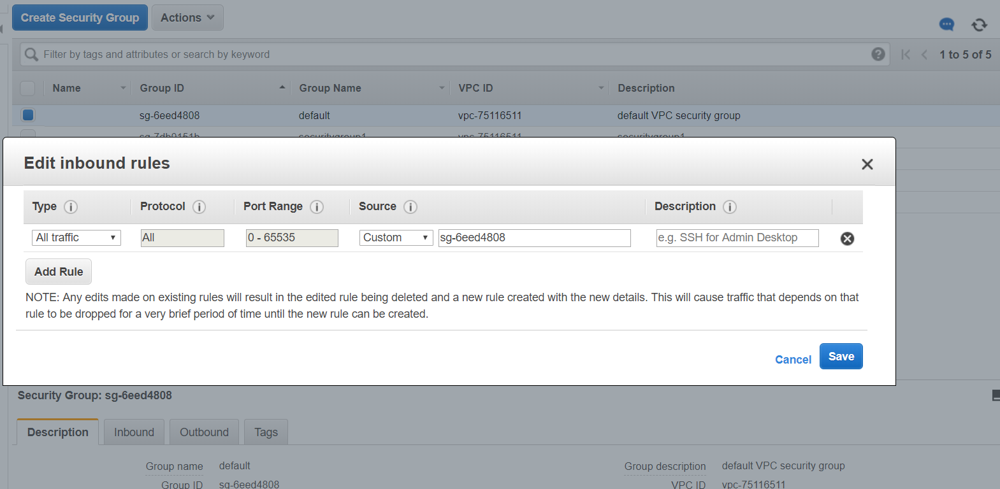 Create Security Group Actions
Filter by tags and attributes or search by keyword 1 to 5 of 5
Name Group ID Group Name VPC ID Description
sg-6eed4808 default vpc-75116511 default VPC security group
sg-7db0151b securitygroup1 vpc-75116511 securitygroup1
Edit inbound rules
Type Protocol Port Range Source Description
All traffic All 0 - 65535 Custom sg-6eed4808 e.g. SSH for Admin Desktop
Add Rule
NOTE: Any edits made on existing rules will result in the edited rule being deleted and a new rule created with the new details. This will cause traffic that depends on that
rule to be dropped for a very brief period of time until the new rule can be created.
Cancel Save
Security Group: sg-6eed4808
Description Inbound Outbound Tags
Group name default Group description default VPC security group
Group ID sg-6eed4808 VPC ID vpc-75116511